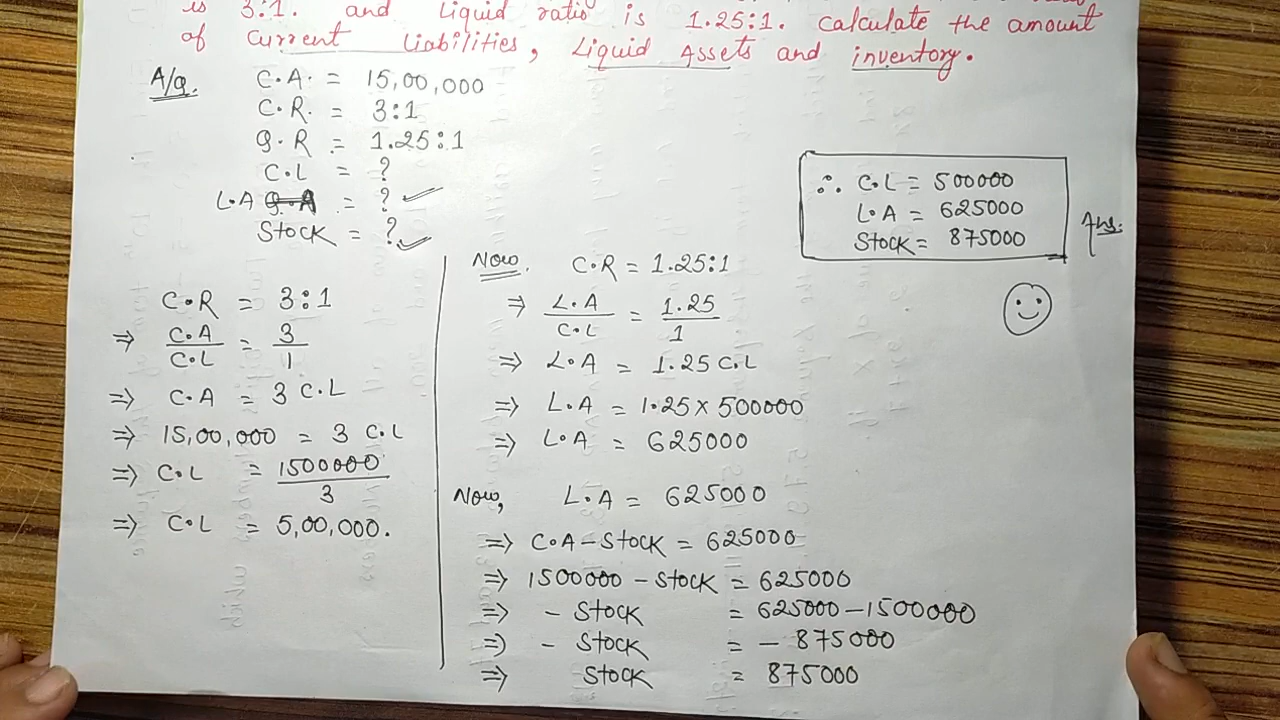 is 3:1. and Liquid ratio is 1.25:1. Calculate the amount
of Current Liabilities, Liquid Assets and inventory.
A/Q. C.A. = 15,00,000
C.R. = 3:1
Q.R = 1.25:1
C.L = ?
L.A = ?
Stock = ?
C.R = 3:1
⇒ C.A/C.L = 3/1
⇒ C.A = 3 C.L
⇒ 15,00,000 = 3 C.L
⇒ C.L = 1500000/3
⇒ C.L = 5,00,000.
Now, C.R = 1.25:1
⇒ L.A/C.L = 1.25/1
⇒ L.A = 1.25 C.L
⇒ L.A = 1.25 × 500000
⇒ L.A = 625000
Now, L.A = 625000
⇒ C.A - Stock = 625000
⇒ 1500000 - Stock = 625000
⇒ - Stock = 625000 - 1500000
⇒ - Stock = - 875000
⇒ Stock = 875000
∴ C.L = 500000
L.A = 625000
Stock = 875000
Ans.